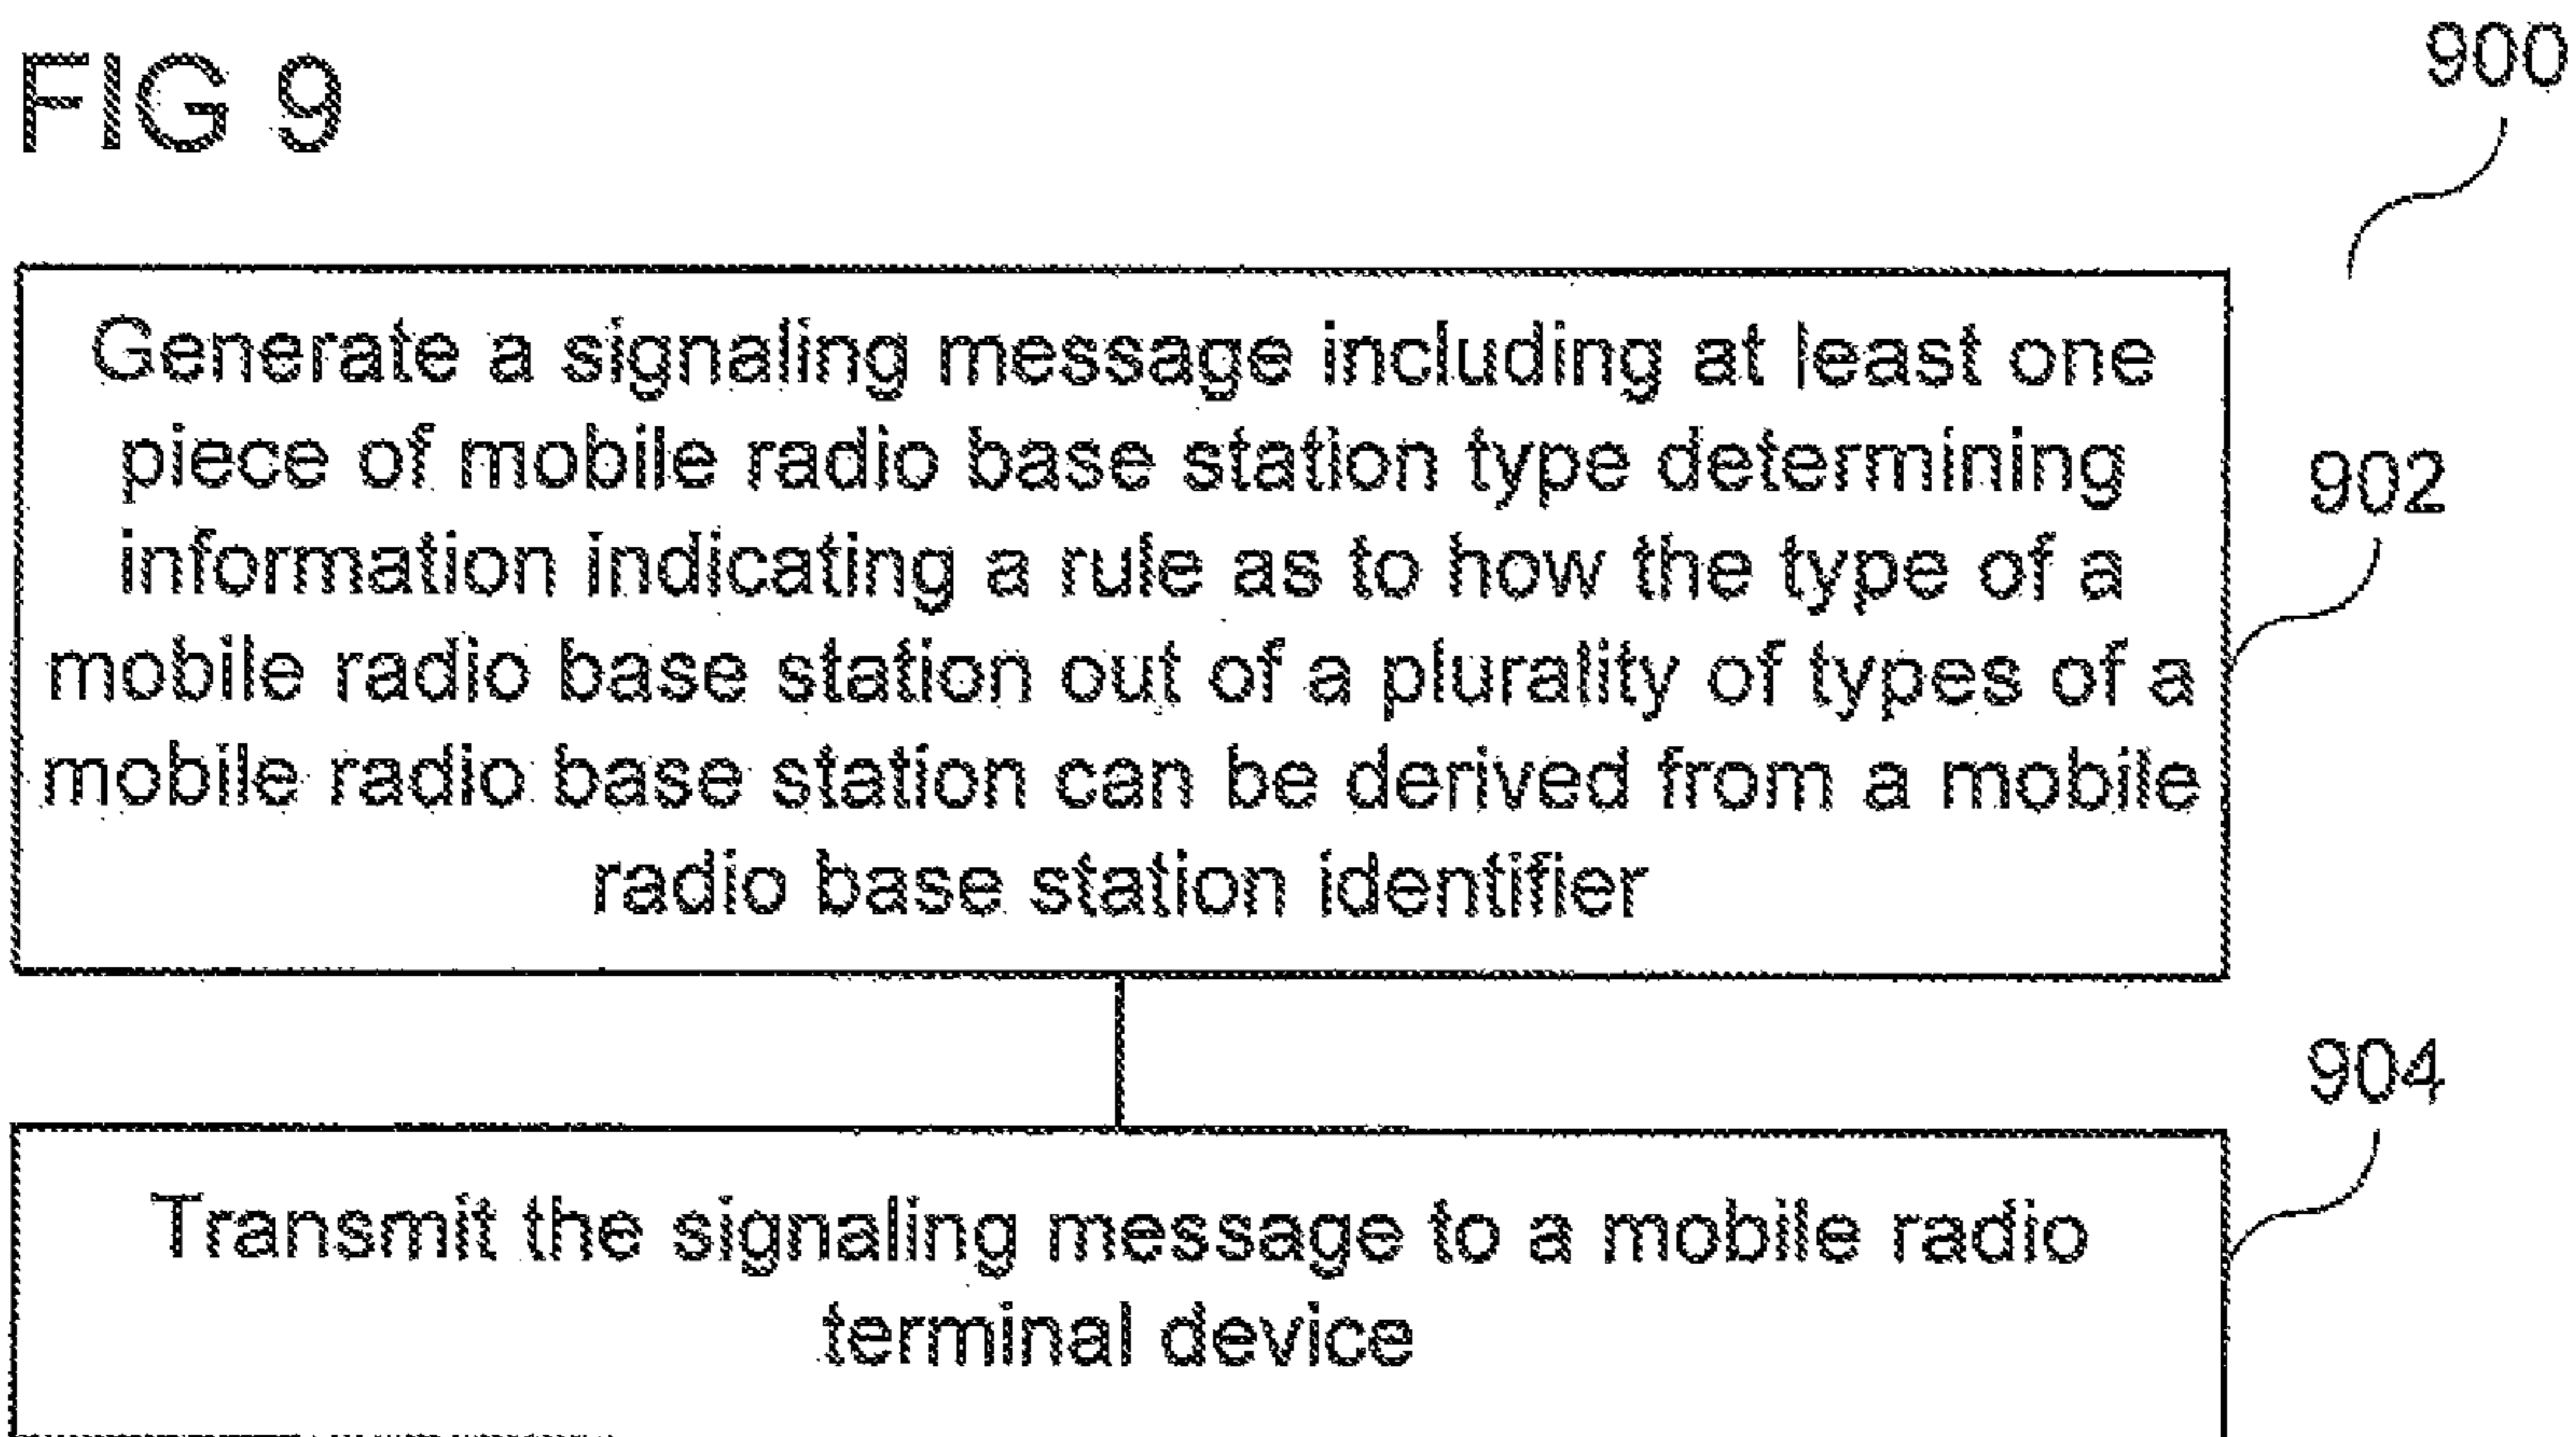 FIG 9
900
Generate a signaling message including at least one
piece of mobile radio base station type determining
information indicating a rule as to how the type of a
mobile radio base station out of a plurality of types of a
mobile radio base station can be derived from a mobile
radio base station identifier
902
904
Transmit the signaling message to a mobile radio
terminal device